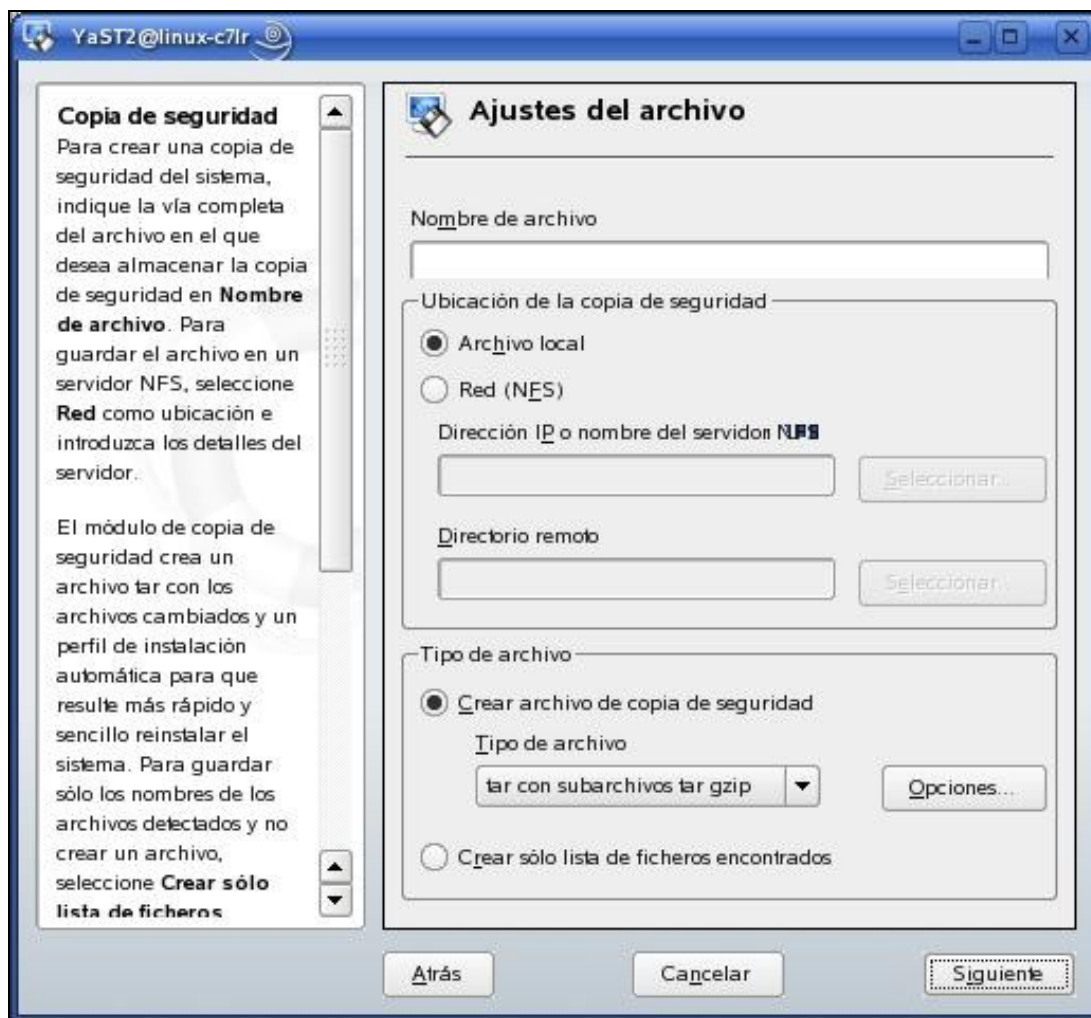 YaST2@linux-c7lr
Copia de seguridad
Para crear una copia de
seguridad del sistema,
indique la vía completa
del archivo en el que
desea almacenar la copia
de seguridad en Nombre
de archivo. Para
guardar el archivo en un
servidor NFS, seleccione
Red como ubicación e
introduzca los detalles del
servidor.
El módulo de copia de
seguridad crea un
archivo tar con los
archivos cambiados y un
perfil de instalación
automática para que
resulte más rápido y
sencillo reinstalar el
sistema. Para guardar
sólo los nombres de los
archivos detectados y no
crear un archivo,
seleccione Crear sólo
lista de ficheros
Ajustes del archivo
Nombre de archivo
Ubicación de la copia de seguridad
Archivo local
Red (NFS)
Dirección IP o nombre del servidor
Seleccionar...
Directorio remoto
Seleccionar...
Tipo de archivo
Crear archivo de copia de seguridad
Tipo de archivo
tar con subarchivos tar gzip
Opciones...
Crear sólo lista de ficheros encontrados
Atrás
Cancelar
Siguiente